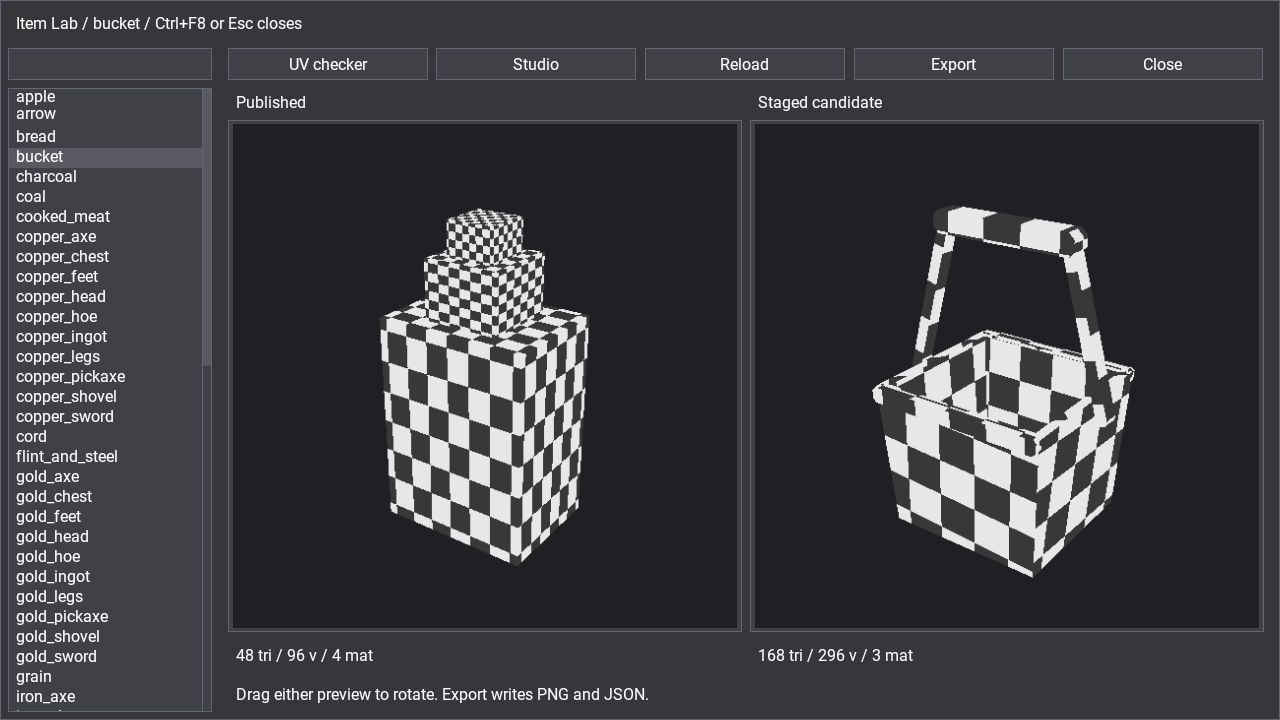 Item Lab / bucket / Ctrl+F8 or Esc closes
UV checker
Studio
Reload
Export
Close
apple
arrow
bread
bucket
charcoal
coal
cooked_meat
copper_axe
copper_chest
copper_feet
copper_head
copper_hoe
copper_ingot
copper_legs
copper_pickaxe
copper_shovel
copper_sword
cord
flint_and_steel
gold_axe
gold_chest
gold_feet
gold_head
gold_hoe
gold_ingot
gold_legs
gold_pickaxe
gold_shovel
gold_sword
grain
iron_axe
Published
Staged candidate
48 tri / 96 v / 4 mat
168 tri / 296 v / 3 mat
Drag either preview to rotate. Export writes PNG and JSON.